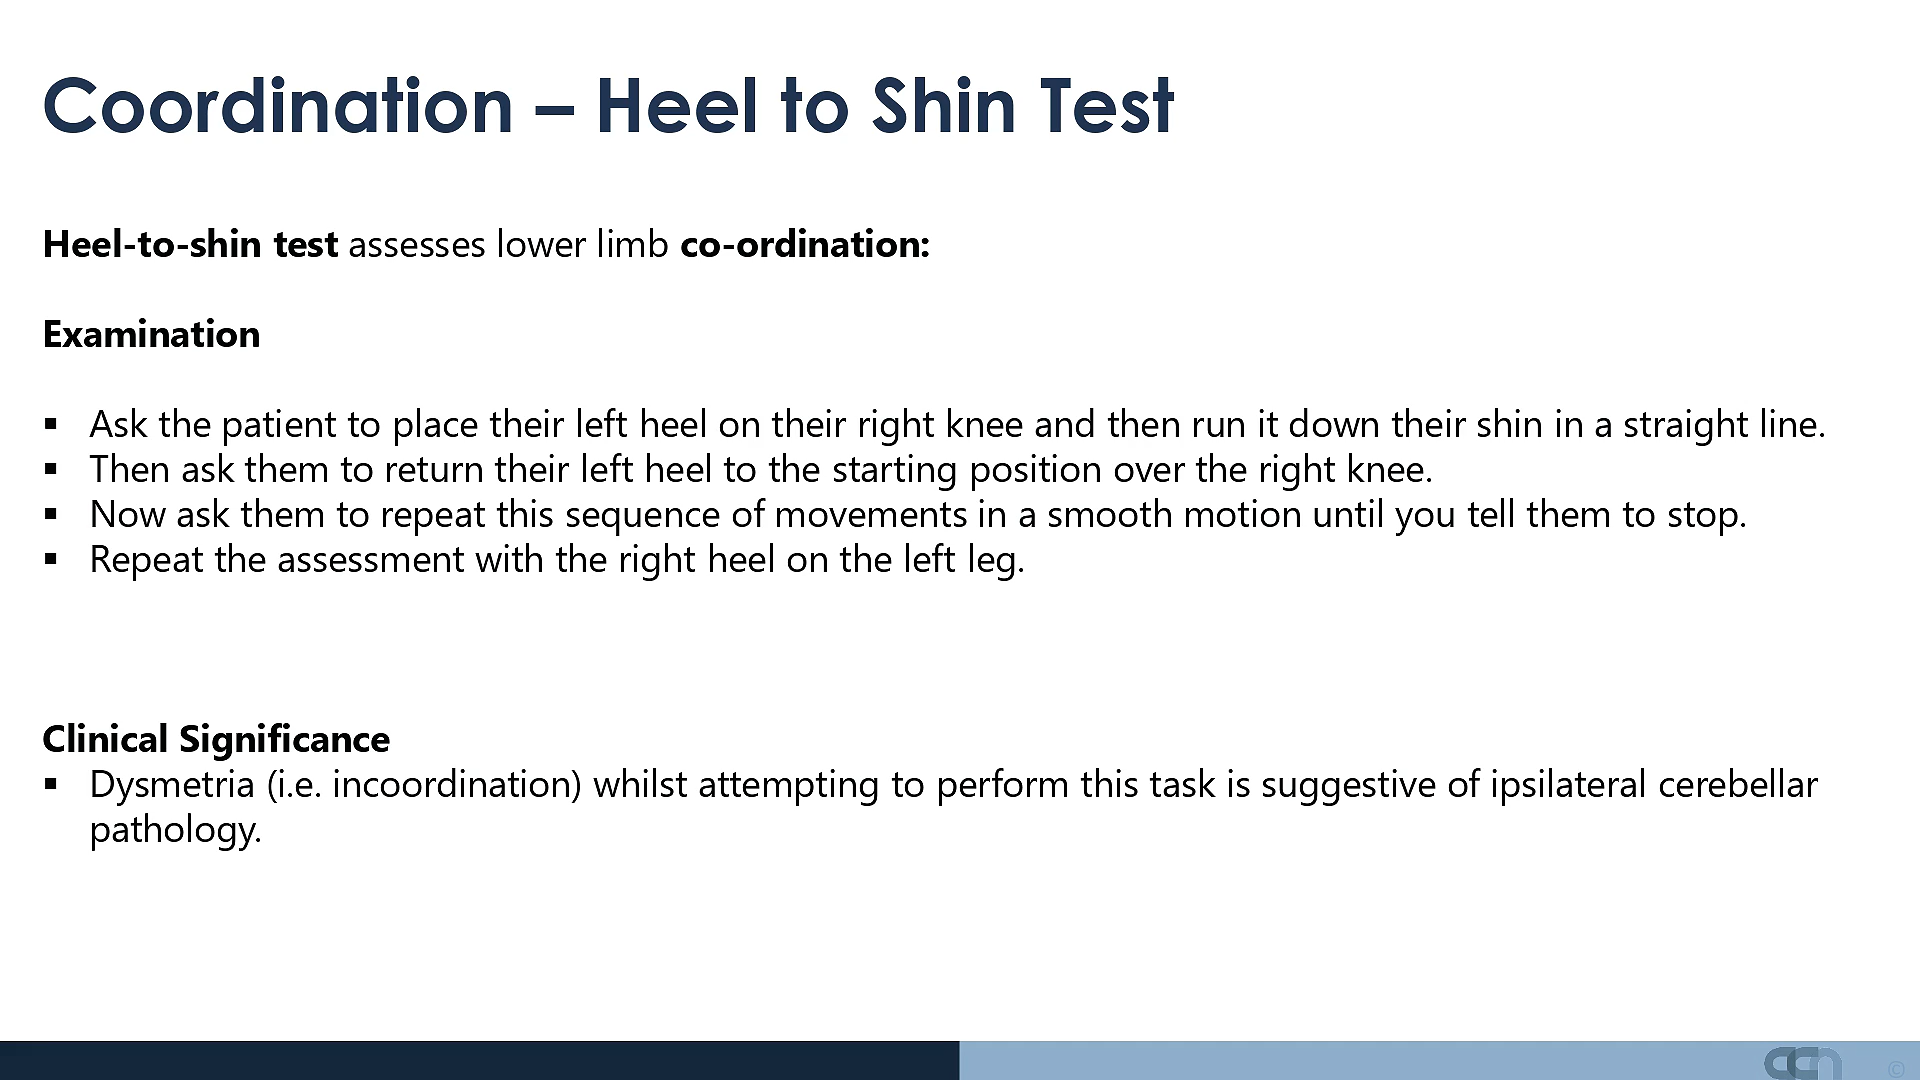 Coordination – Heel to Shin Test
Heel-to-shin test assesses lower limb co-ordination:
Examination
▪ Ask the patient to place their left heel on their right knee and then run it down their shin in a straight line.
▪ Then ask them to return their left heel to the starting position over the right knee.
▪ Now ask them to repeat this sequence of movements in a smooth motion until you tell them to stop.
▪ Repeat the assessment with the right heel on the left leg.
Clinical Significance
▪ Dysmetria (i.e. incoordination) whilst attempting to perform this task is suggestive of ipsilateral cerebellar
pathology.
©